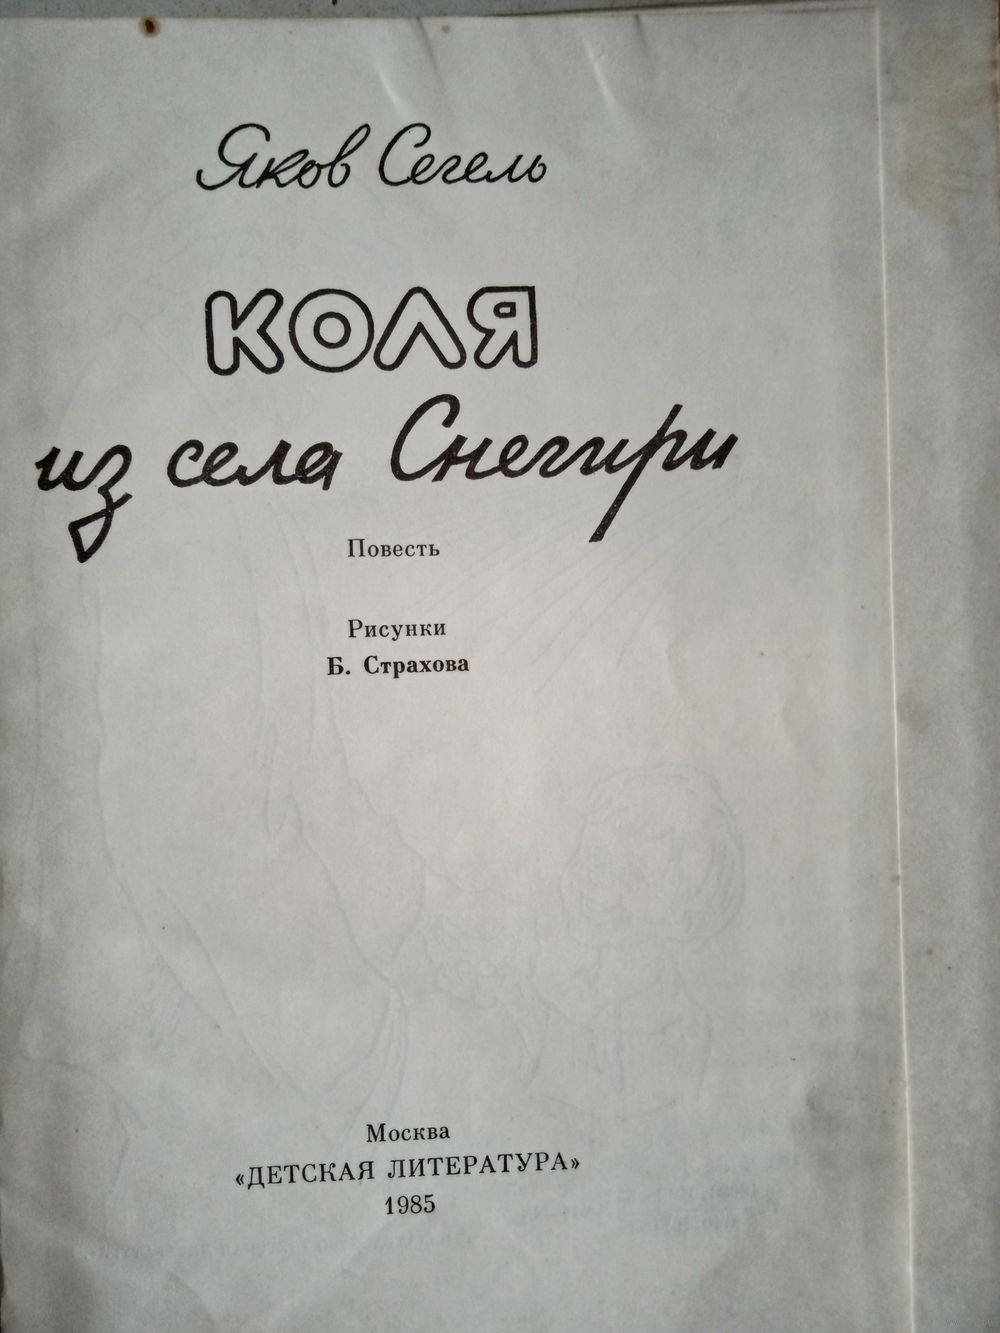 Яков Сегель
КОЛЯ
из села Снегири
Повесть
Рисунки
Б. Страхова
Москва
«ДЕТСКАЯ ЛИТЕРАТУРА»
1985